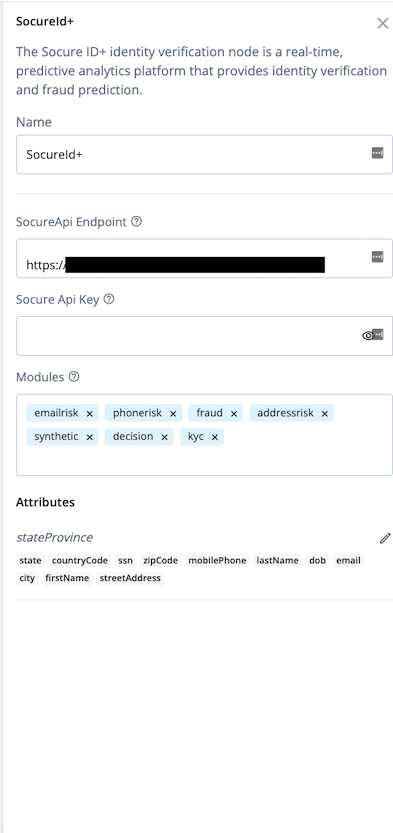 SocureId+
The Socure ID+ identity verification node is a real-time,
predictive analytics platform that provides identity verification
and fraud prediction.
Name
SocureId+
SocureApi Endpoint
https:/
Socure Api Key
Modules
emailrisk × phonerisk × fraud × addressrisk ×
synthetic × decision × kyc ×
Attributes
stateProvince
state countryCode ssn zipCode mobilePhone lastName dob email
city firstName streetAddress